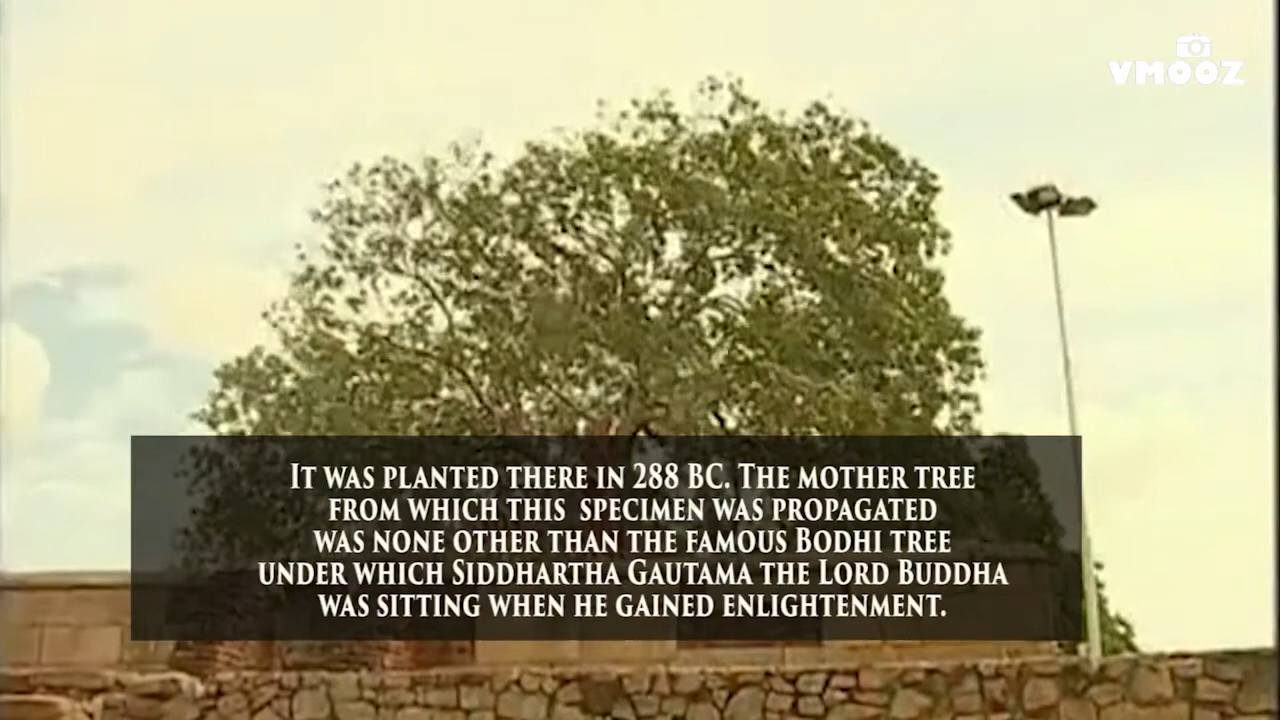 VMOOZ
It was planted there in 288 BC. The mother tree
from which this specimen was propagated
was none other than the famous Bodhi tree
under which Siddhartha Gautama the Lord Buddha
was sitting when he gained enlightenment.